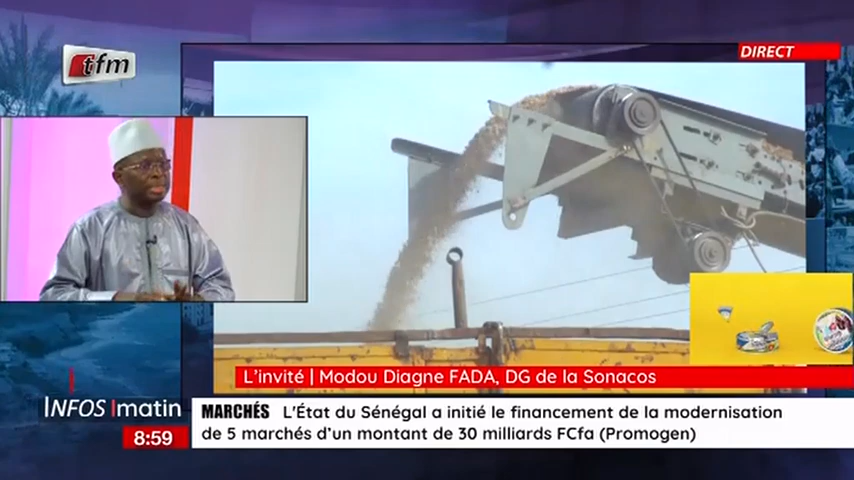 tfm
DIRECT
L'invité | Modou Diagne FADA, DG de la Sonacos
INFOS matin
8:59
MARCHÉS L'État du Sénégal a initié le financement de la modernisation
de 5 marchés d'un montant de 30 milliards FCfa (Promogen)